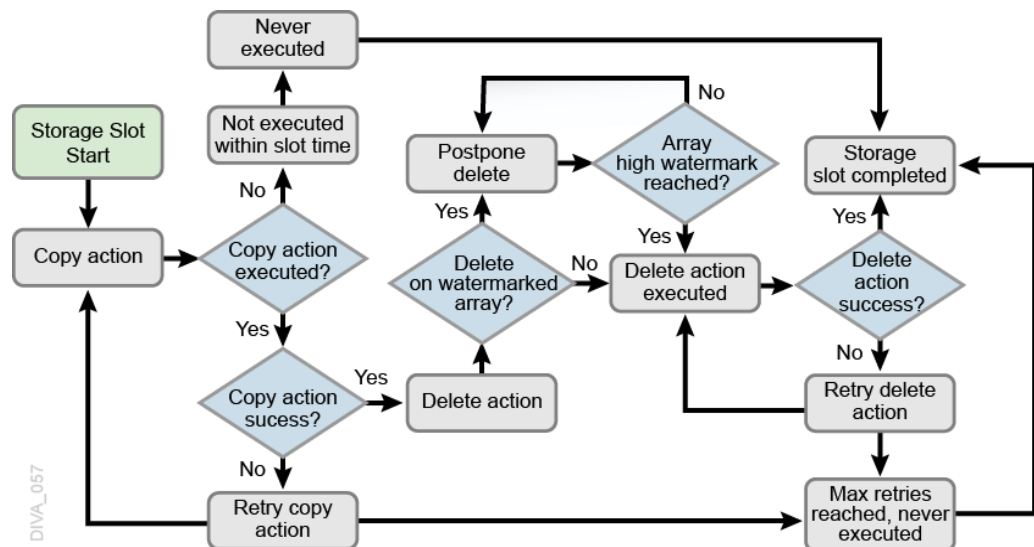 Never
executed
Storage Slot
Start
Not executed
within slot time
No
Postpone
delete
No
Array
high watermark
reached?
Storage
slot completed
Copy action
No
Copy action
executed?
Yes
Delete
on watermarked
array?
No
Yes
Delete action
executed
Yes
Delete
action
success?
Yes
Copy action
sucess?
Yes
Delete action
No
Retry delete
action
No
Retry copy
action
Max retries
reached, never
executed
DIVA_057